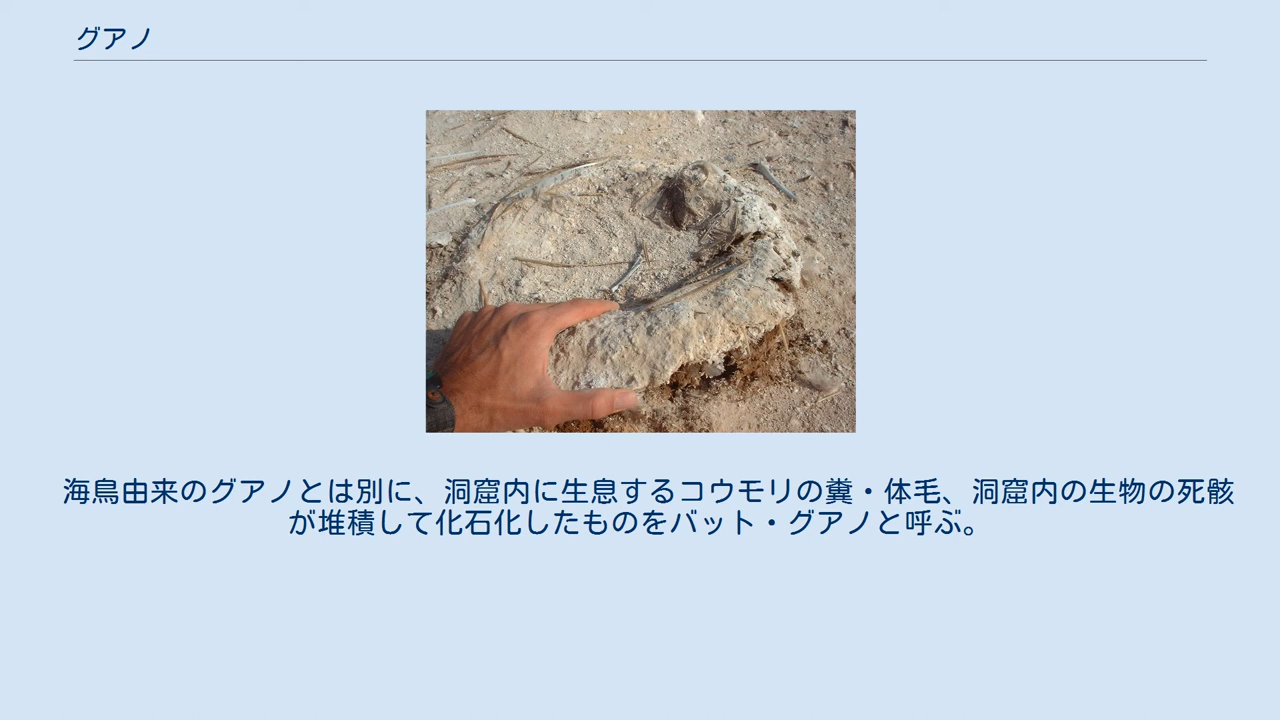 グアノ
海鳥由来のグアノとは別に、洞窟内に生息するコウモリの糞・体毛、洞窟内の生物の死骸
が堆積して化石化したものをバット・グアノと呼ぶ。